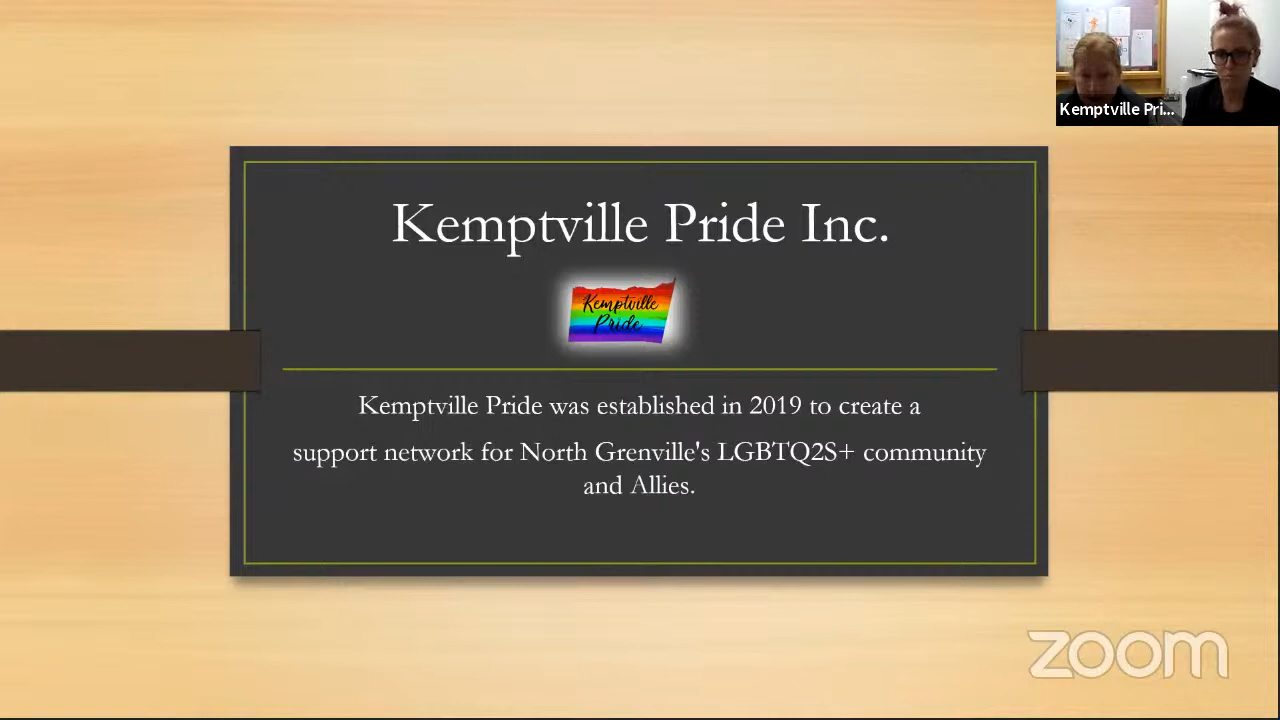 Kemptville Pri...
Kemptville Pride Inc.
Kemptville
Pride
Kemptville Pride was established in 2019 to create a
support network for North Grenville's LGBTQ2S+ community
and Allies.
zoom